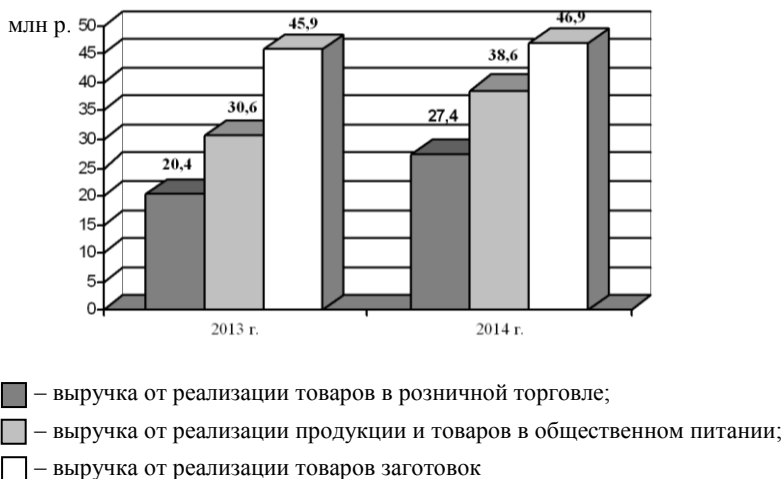 млн р.
50
45,9
46,9
45
40
38,6
35
30,6
30
27,4
25
20,4
20
15
10
5
0
2013 г.
2014 г.
– выручка от реализации товаров в розничной торговле;
– выручка от реализации продукции и товаров в общественном питании;
– выручка от реализации товаров заготовок